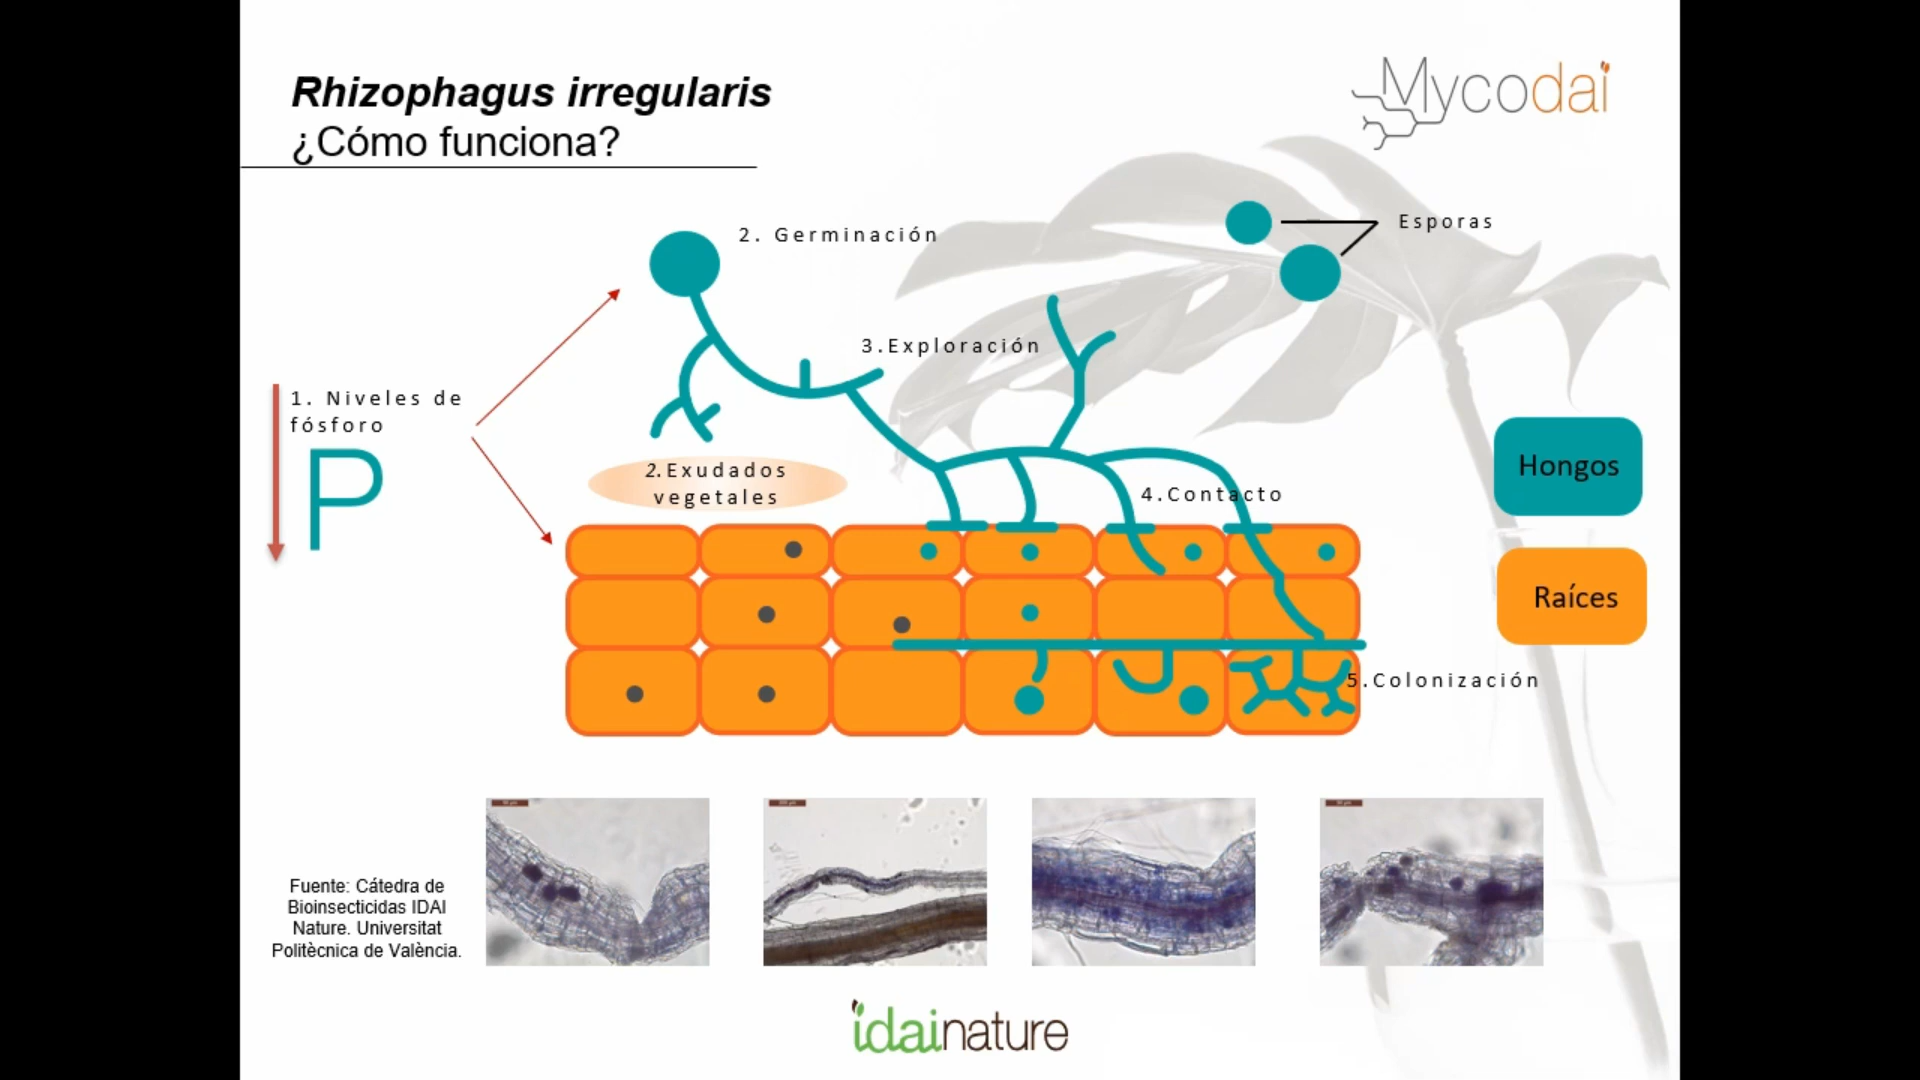 Rhizophagus irregularis
¿Cómo funciona?
Mycodai
2. Germinación
Esporas
3.Exploración
1. Niveles de
fósforo
P
2.Exudados
vegetales
4.Contacto
Hongos
Raíces
5.Colonización
Fuente: Cátedra de
Bioinsecticidas IDAI
Nature. Universitat
Politècnica de València.
idainature